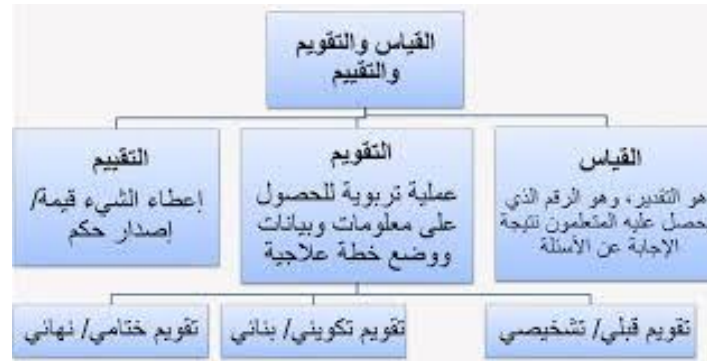 القياس والتقويم
والتقييم
القياس
هو التقدير، وهو الرقم الذي
يحصل عليه المتعلمون نتيجة
الإجابة عن الأسئلة
التقويم
عملية تربوية للحصول
على معلومات وبيانات
ووضع خطة علاجية
التقييم
إعطاء الشيء قيمة/
إصدار حكم
تقويم قبلي/ تشخيصي
تقويم تكويني/ بنائي
تقويم ختامي/ نهائي